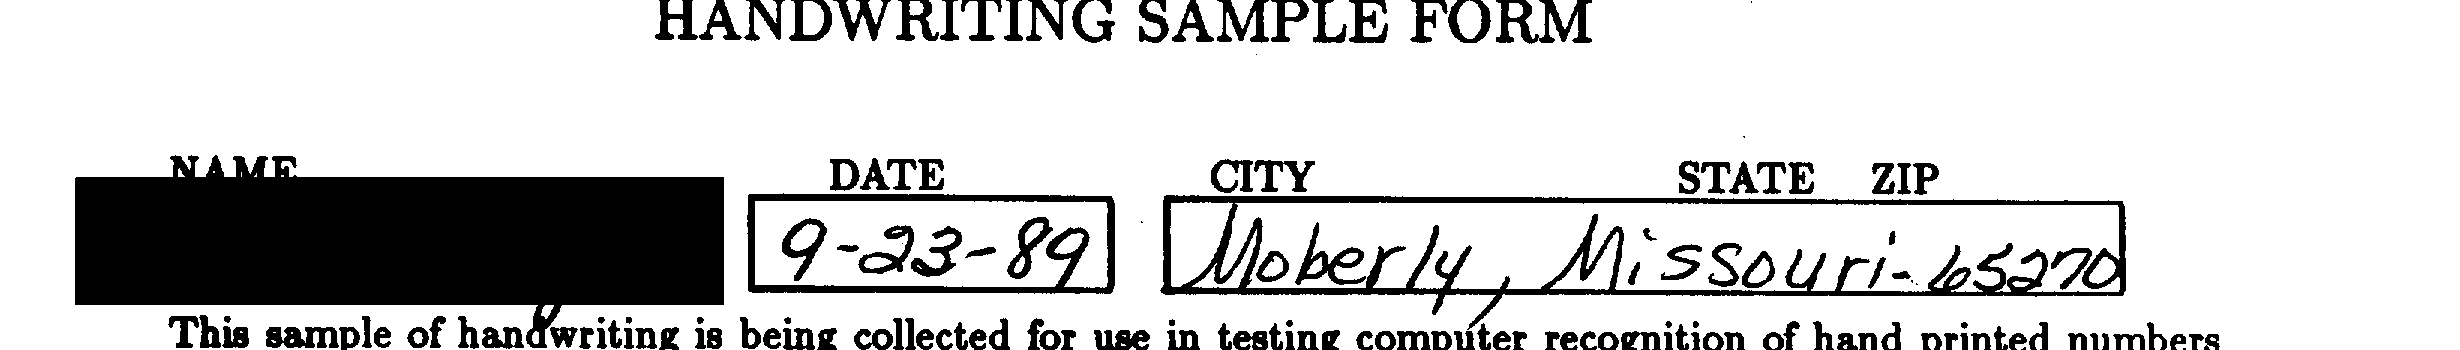 HANDWRITING SAMPLE FORM
NAME DATE CITY STATE ZIP
9-23-89 Moberly, Missouri-65270
This sample of handwriting is being collected for use in testing computer recognition of hand printed numbers